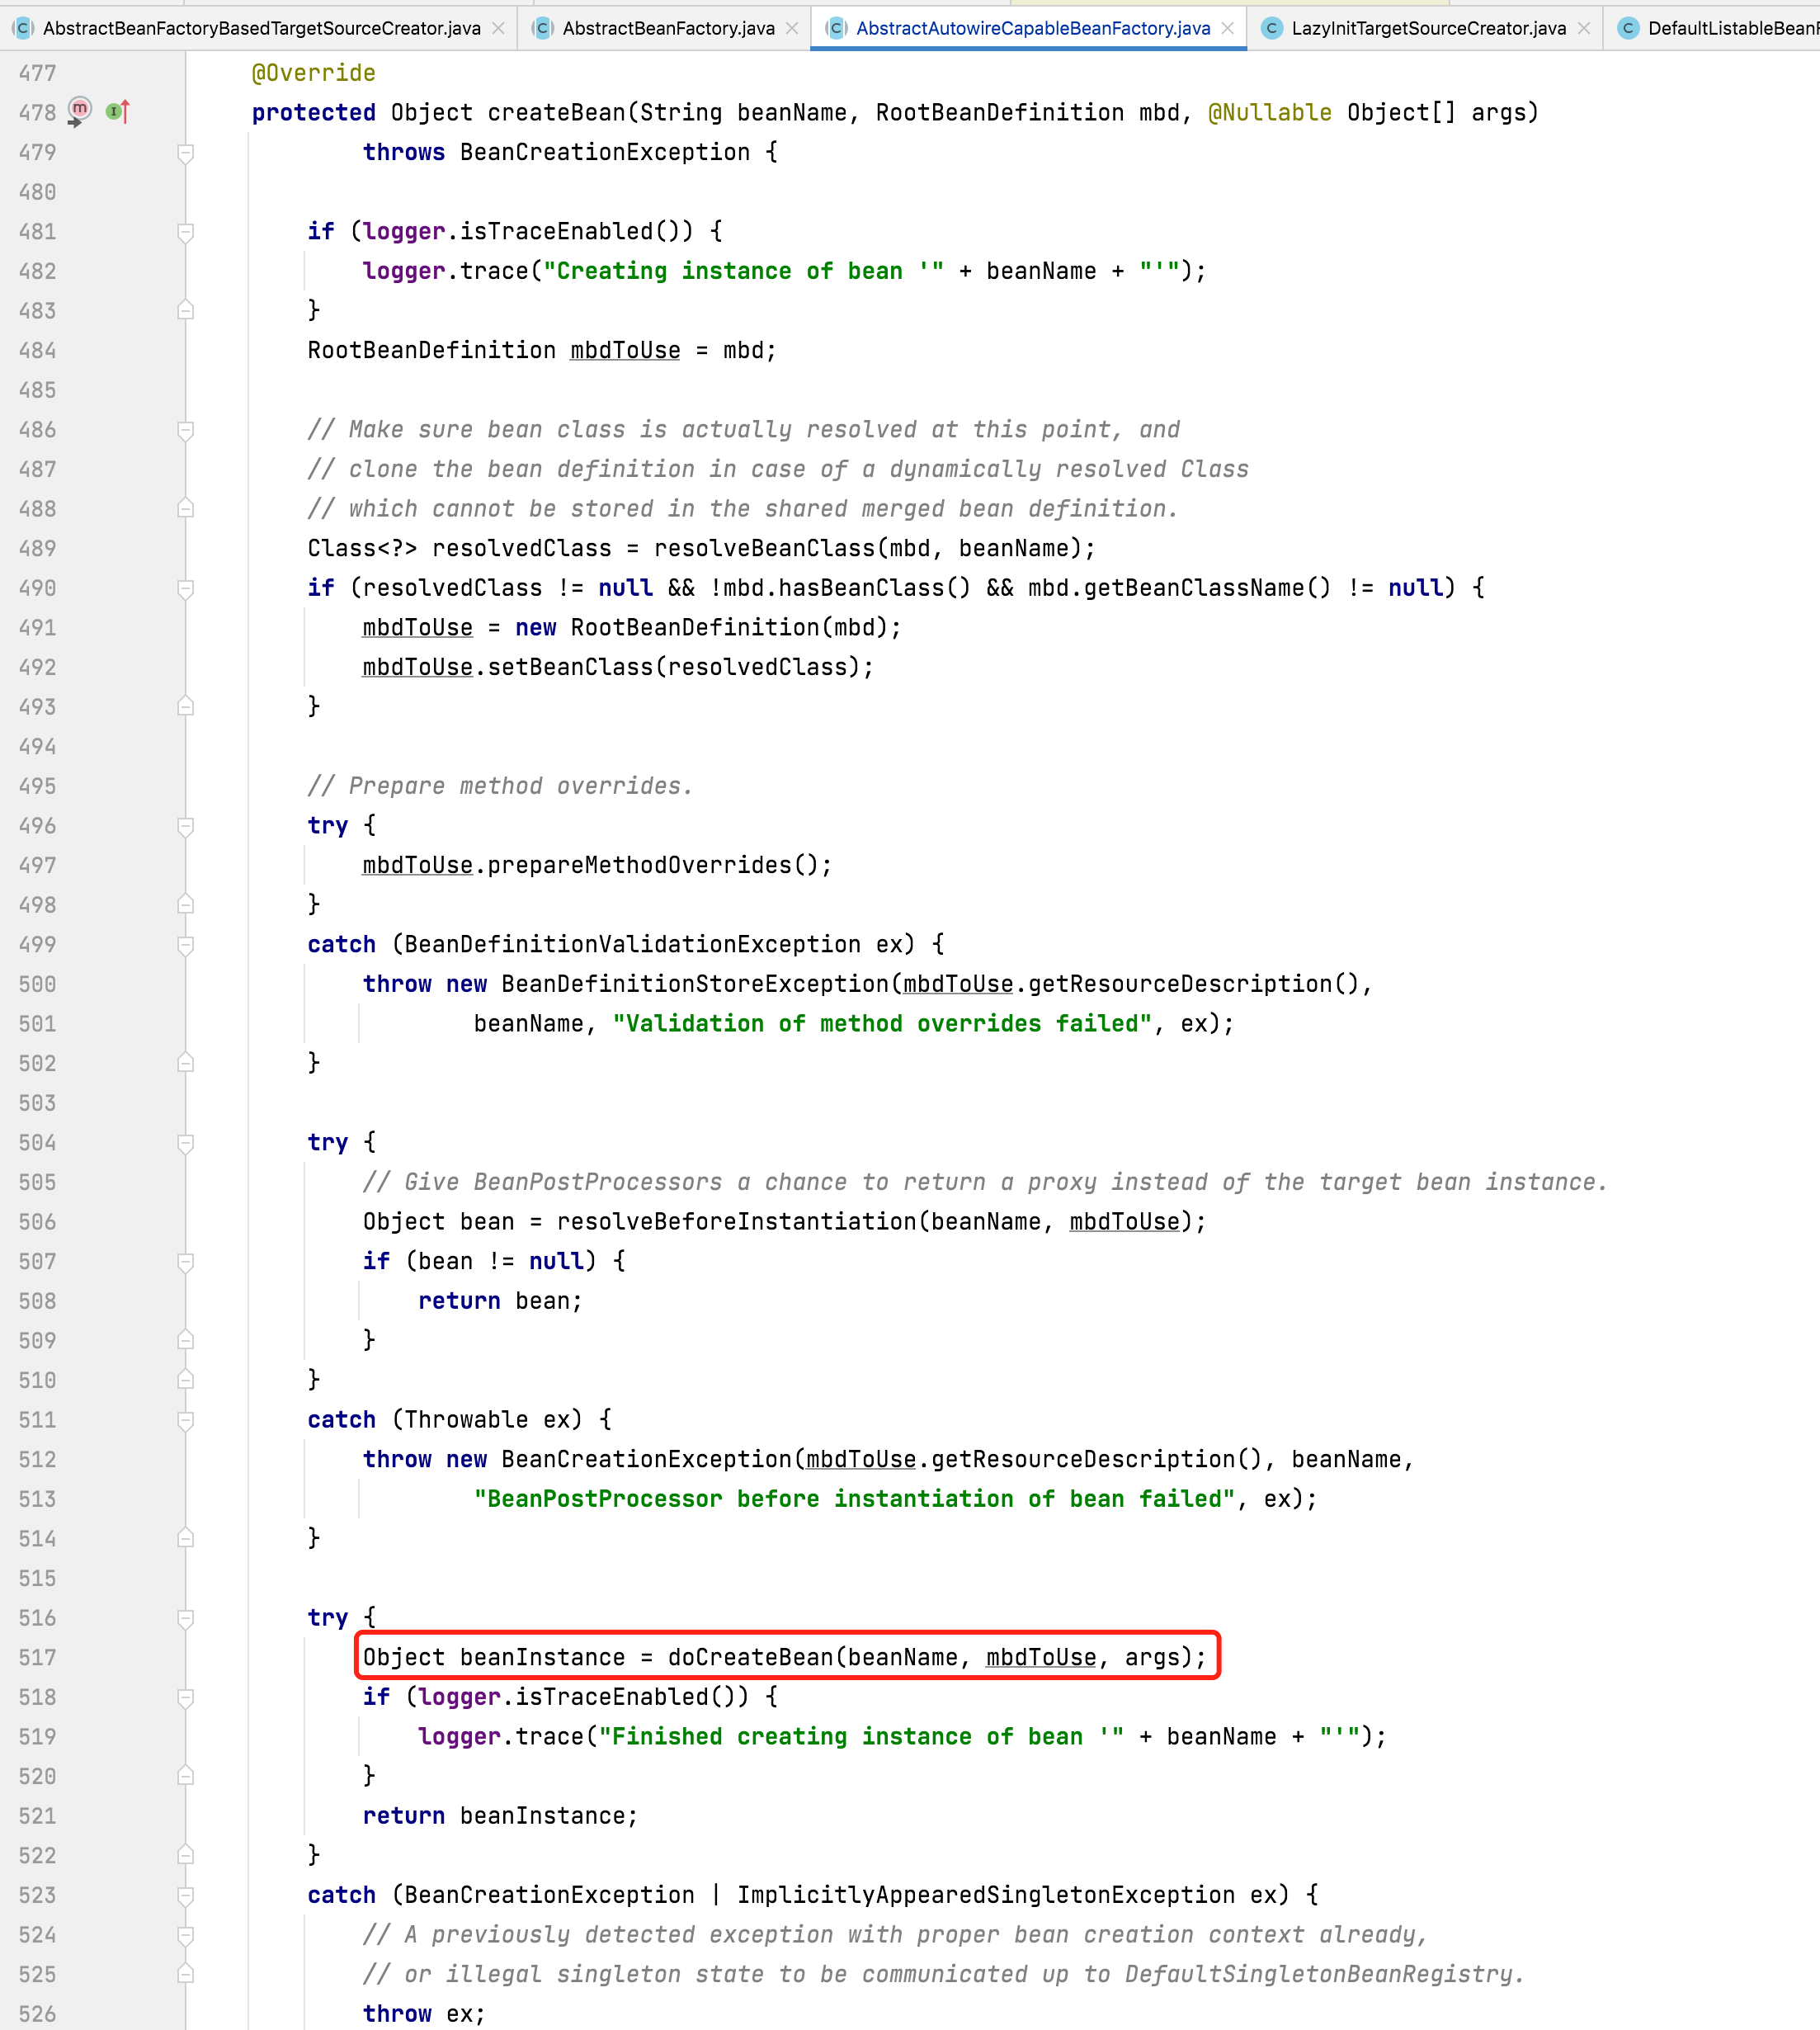 AbstractBeanFactoryBasedTargetSourceCreator.java AbstractBeanFactory.java AbstractAutowireCapableBeanFactory.java LazyInitTargetSourceCreator.java
477 @Override
478 protected Object createBean(String beanName, RootBeanDefinition mbd, @Nullable Object[] args)
479 throws BeanCreationException {
480
481 if (logger.isTraceEnabled()) {
482 logger.trace("Creating instance of bean '" + beanName + "'");
483 }
484 RootBeanDefinition mbdToUse = mbd;
485
486 // Make sure bean class is actually resolved at this point, and
487 // clone the bean definition in case of a dynamically resolved Class
488 // which cannot be stored in the shared merged bean definition.
489 Class<?> resolvedClass = resolveBeanClass(mbd, beanName);
490 if (resolvedClass != null && !mbd.hasBeanClass() && mbd.getBeanClassName() != null) {
491 mbdToUse = new RootBeanDefinition(mbd);
492 mbdToUse.setBeanClass(resolvedClass);
493 }
494
495 // Prepare method overrides.
496 try {
497 mbdToUse.prepareMethodOverrides();
498 }
499 catch (BeanDefinitionValidationException ex) {
500 throw new BeanDefinitionStoreException(mbdToUse.getResourceDescription(),
501 beanName, "Validation of method overrides failed", ex);
502 }
503
504 try {
505 // Give BeanPostProcessors a chance to return a proxy instead of the target bean instance.
506 Object bean = resolveBeforeInstantiation(beanName, mbdToUse);
507 if (bean != null) {
508 return bean;
509 }
510 }
511 catch (Throwable ex) {
512 throw new BeanCreationException(mbdToUse.getResourceDescription(), beanName,
513 "BeanPostProcessor before instantiation of bean failed", ex);
514 }
515
516 try {
517 Object beanInstance = doCreateBean(beanName, mbdToUse, args);
518 if (logger.isTraceEnabled()) {
519 logger.trace("Finished creating instance of bean '" + beanName + "'");
520 }
521 return beanInstance;
522 }
523 catch (BeanCreationException | ImplicitlyAppearedSingletonException ex) {
524 // A previously detected exception with proper bean creation context already,
525 // or illegal singleton state to be communicated up to DefaultSingletonBeanRegistry.
526 throw ex;